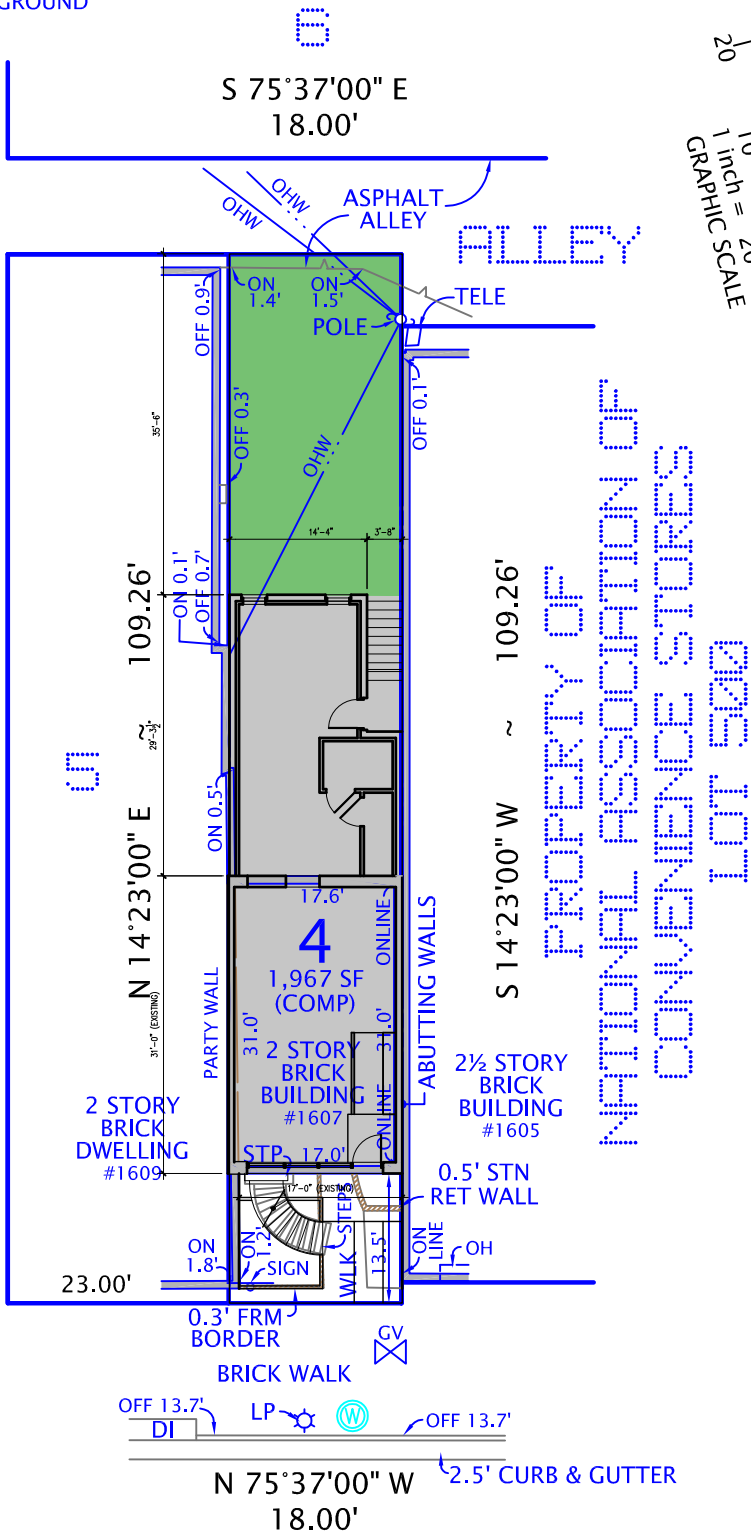 GROUND
6
S 75°37'00" E
18.00'
20
10
20
1 inch =
GRAPHIC SCALE
OHW
OHW
ASPHALT
ALLEY
ALLEY
ON
1.4'
ON
1.5'
TELE
POLE
OFF 0.9'
OFF 0.3'
OFF 0.1'
35'-6"
OHW
14'-4"
3'-8"
ON 0.1'
OFF 0.7'
109.26'
~
N 14°23'00" E
29'-3½"
5
109.26'
~
S 14°23'00" W
PROPERTY OF
NATIONAL ASSOCIATION OF
CONVENIENCE STORES
LOT 500
ON 0.5'
17.6'
ONLINE
4
1,967 SF
(COMP)
31'-0" (EXISTING)
PARTY WALL
31.0'
31.0'
ABUTTING WALLS
2 STORY
BRICK
BUILDING
#1607
2½ STORY
BRICK
BUILDING
#1605
2 STORY
BRICK
DWELLING
#1609
ONLINE
STP
17.0'
17'-0" (EXISTING)
0.5' STN
RET WALL
STEPS
ON
1.8'
ON
1.2'
SIGN
WLK
13.5'
ON
LINE
OH
23.00'
0.3' FRM
BORDER
GV
BRICK WALK
OFF 13.7'
DI
LP
W
OFF 13.7'
2.5' CURB & GUTTER
N 75°37'00" W
18.00'